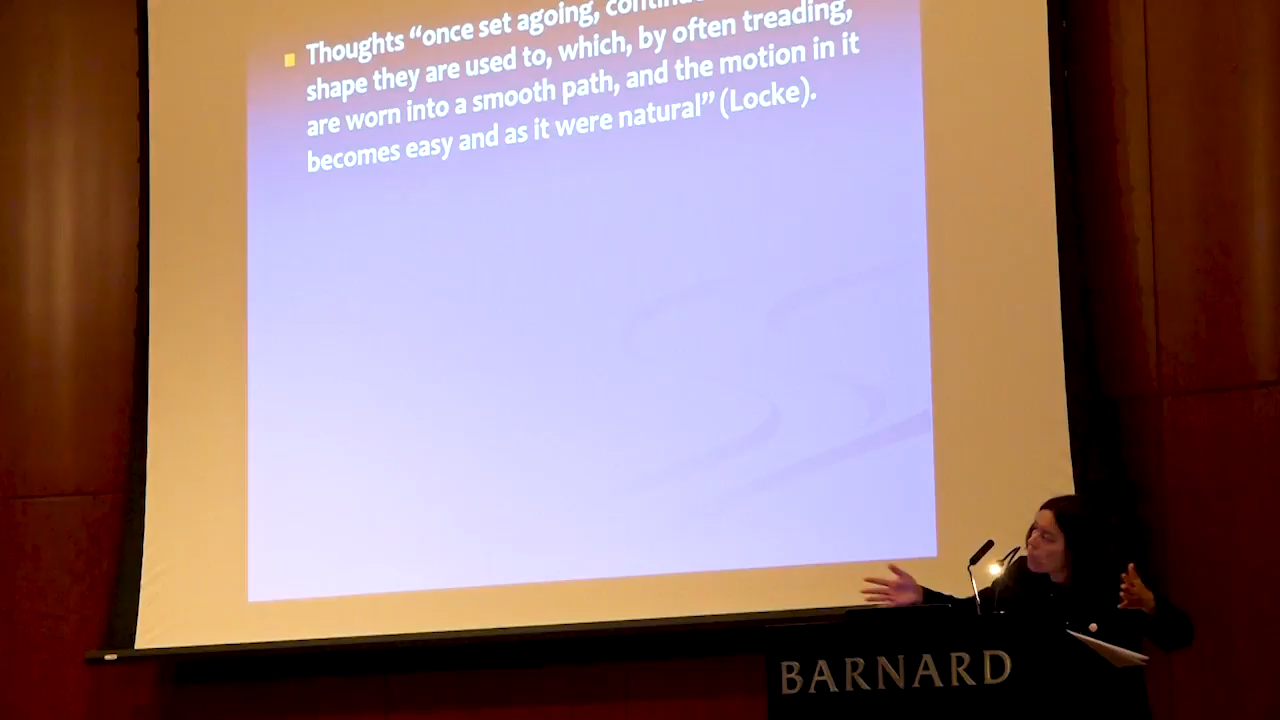 Thoughts “once set agoing,
shape they are used to, which, by often treading,
are worn into a smooth path, and the motion in it
becomes easy and as it were natural” (Locke).
BARNARD